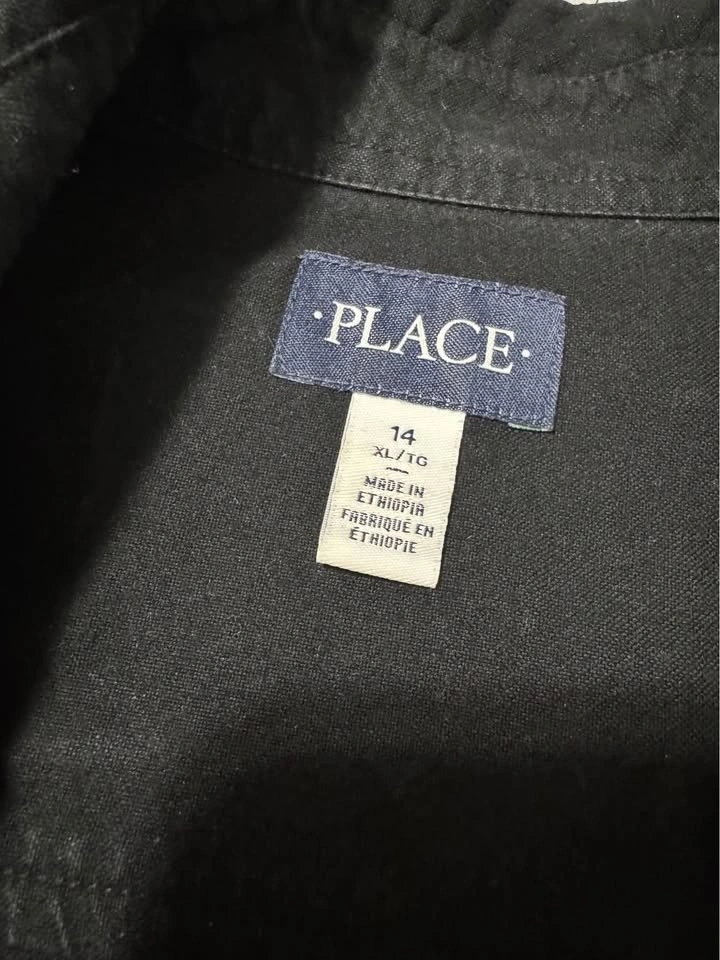 ·PLACE·
14
XL/TG
—
MADE IN
ETHIOPIA
FABRIQUÉ EN
ÉTHIOPIE